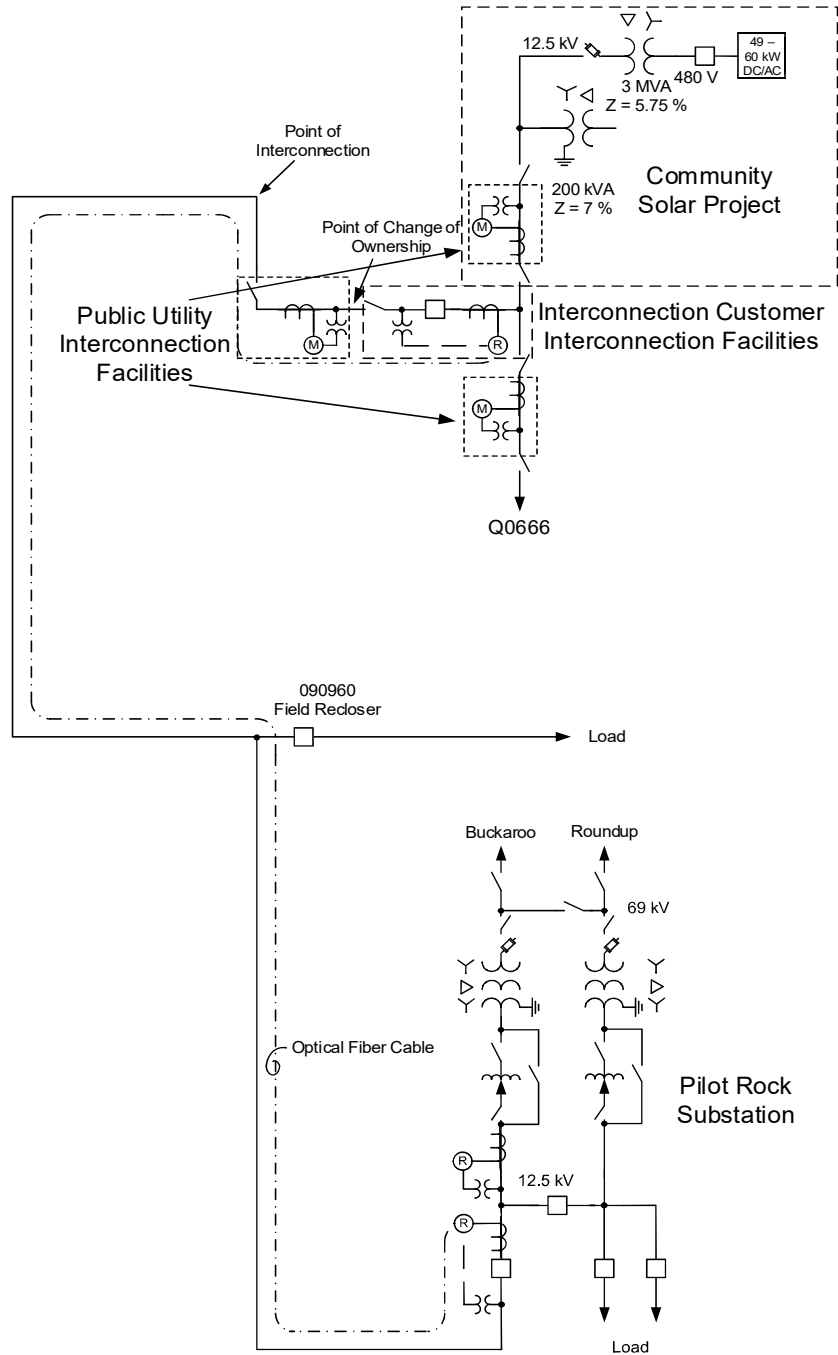 12.5 kV
480 V
49 –
60 kW
DC/AC
3 MVA
Z = 5.75 %
Point of
Interconnection
200 kVA
Z = 7 %
Community
Solar Project
M
Point of Change of
Ownership
Public Utility
Interconnection
Facilities
Interconnection Customer
Interconnection Facilities
M
R
M
Q0666
090960
Field Recloser
Load
Buckaroo
Roundup
69 kV
Optical Fiber Cable
Pilot Rock
Substation
R
12.5 kV
R
Load